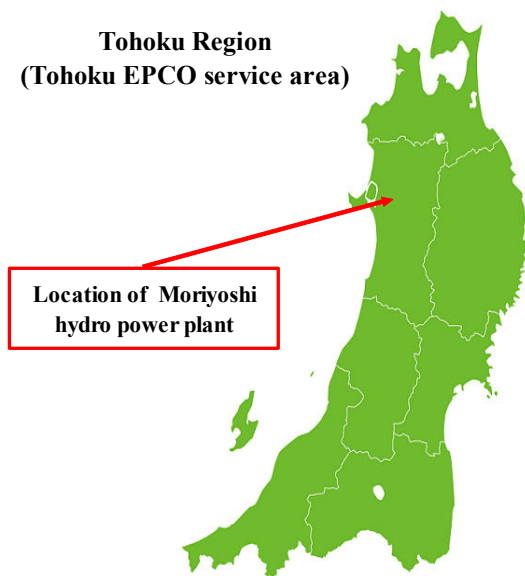 Tohoku Region
(Tohoku EPCO service area)
Location of Moriyoshi
hydro power plant